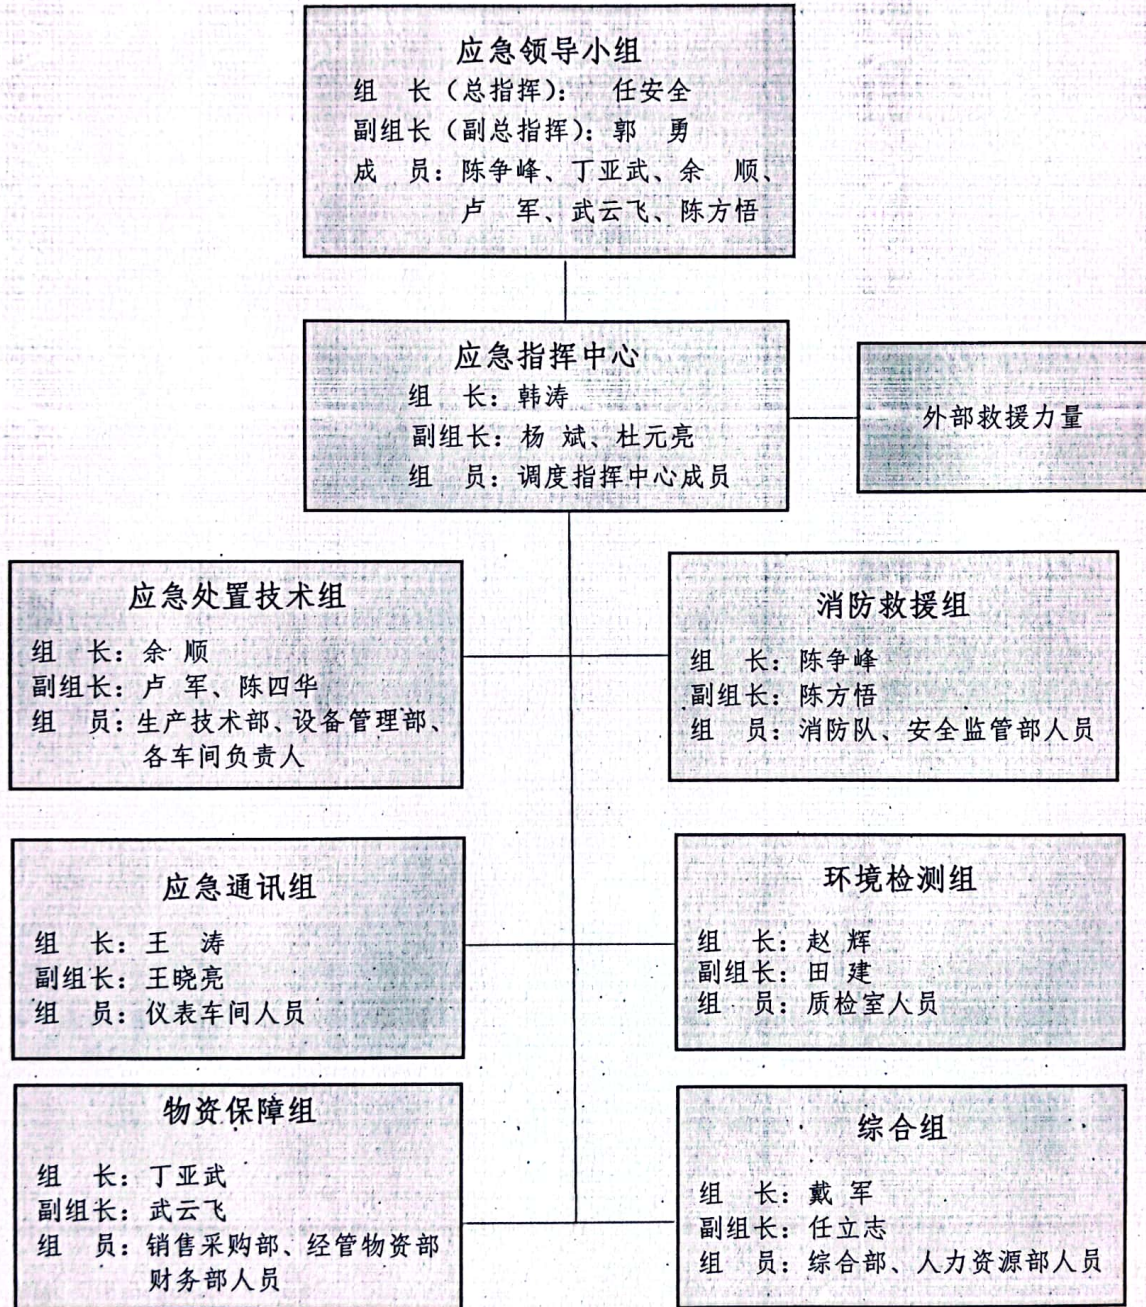 应急领导小组
组 长（总指挥）： 任安全
副组长（副总指挥）：郭 勇
成 员：陈争峰、丁亚武、余 顺、
卢 军、武云飞、陈方悟
应急指挥中心
组 长：韩涛
副组长：杨 斌、杜元亮
组 员：调度指挥中心成员
外部救援力量
应急处置技术组
组 长：余 顺
副组长：卢 军、陈四华
组 员：生产技术部、设备管理部、
各车间负责人
消防救援组
组 长：陈争峰
副组长：陈方悟
组 员：消防队、安全监管部人员
应急通讯组
组 长：王 涛
副组长：王晓亮
组 员：仪表车间人员
环境检测组
组 长：赵 辉
副组长：田 建
组 员：质检室人员
物资保障组
组 长：丁亚武
副组长：武云飞
组 员：销售采购部、经管物资部
财务部人员
综合组
组 长：戴 军
副组长：任立志
组 员：综合部、人力资源部人员